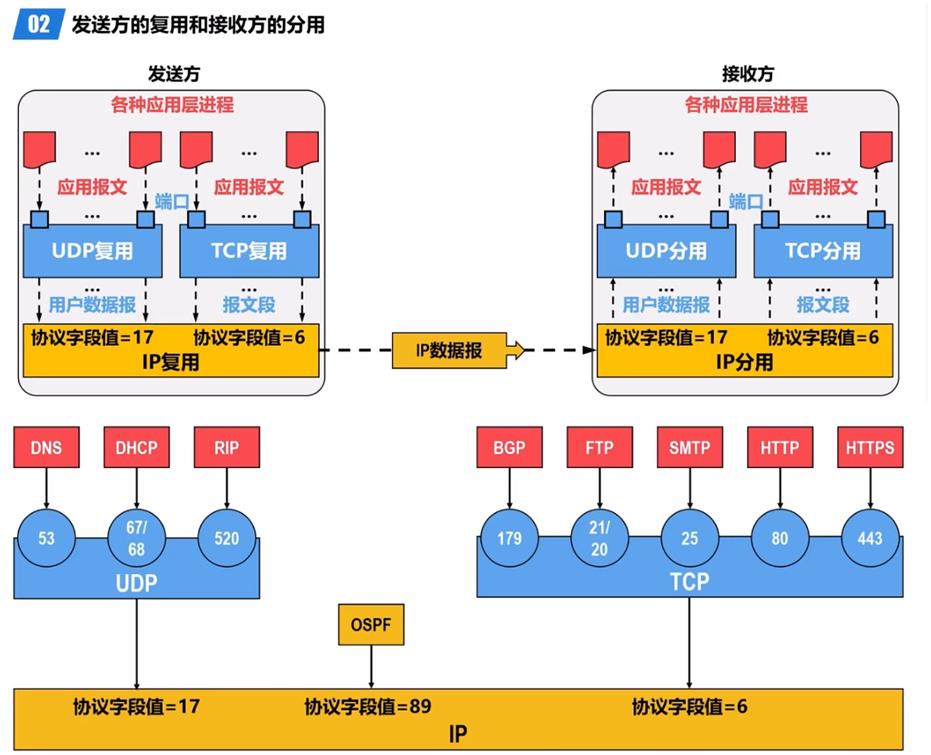 02 发送方的复用和接收方的分用
发送方
各种应用层进程
... ...
应用报文 端口 应用报文
... ...
UDP复用 TCP复用
... ...
用户数据报 报文段
协议字段值=17 协议字段值=6
IP复用
IP数据报
接收方
各种应用层进程
... ...
应用报文 端口 应用报文
... ...
UDP分用 TCP分用
... ...
用户数据报 报文段
协议字段值=17 协议字段值=6
IP分用
DNS DHCP RIP BGP FTP SMTP HTTP HTTPS
53 67/ 520 179 21/ 25 80 443
68 20
UDP TCP
OSPF
协议字段值=17 协议字段值=89 协议字段值=6
IP